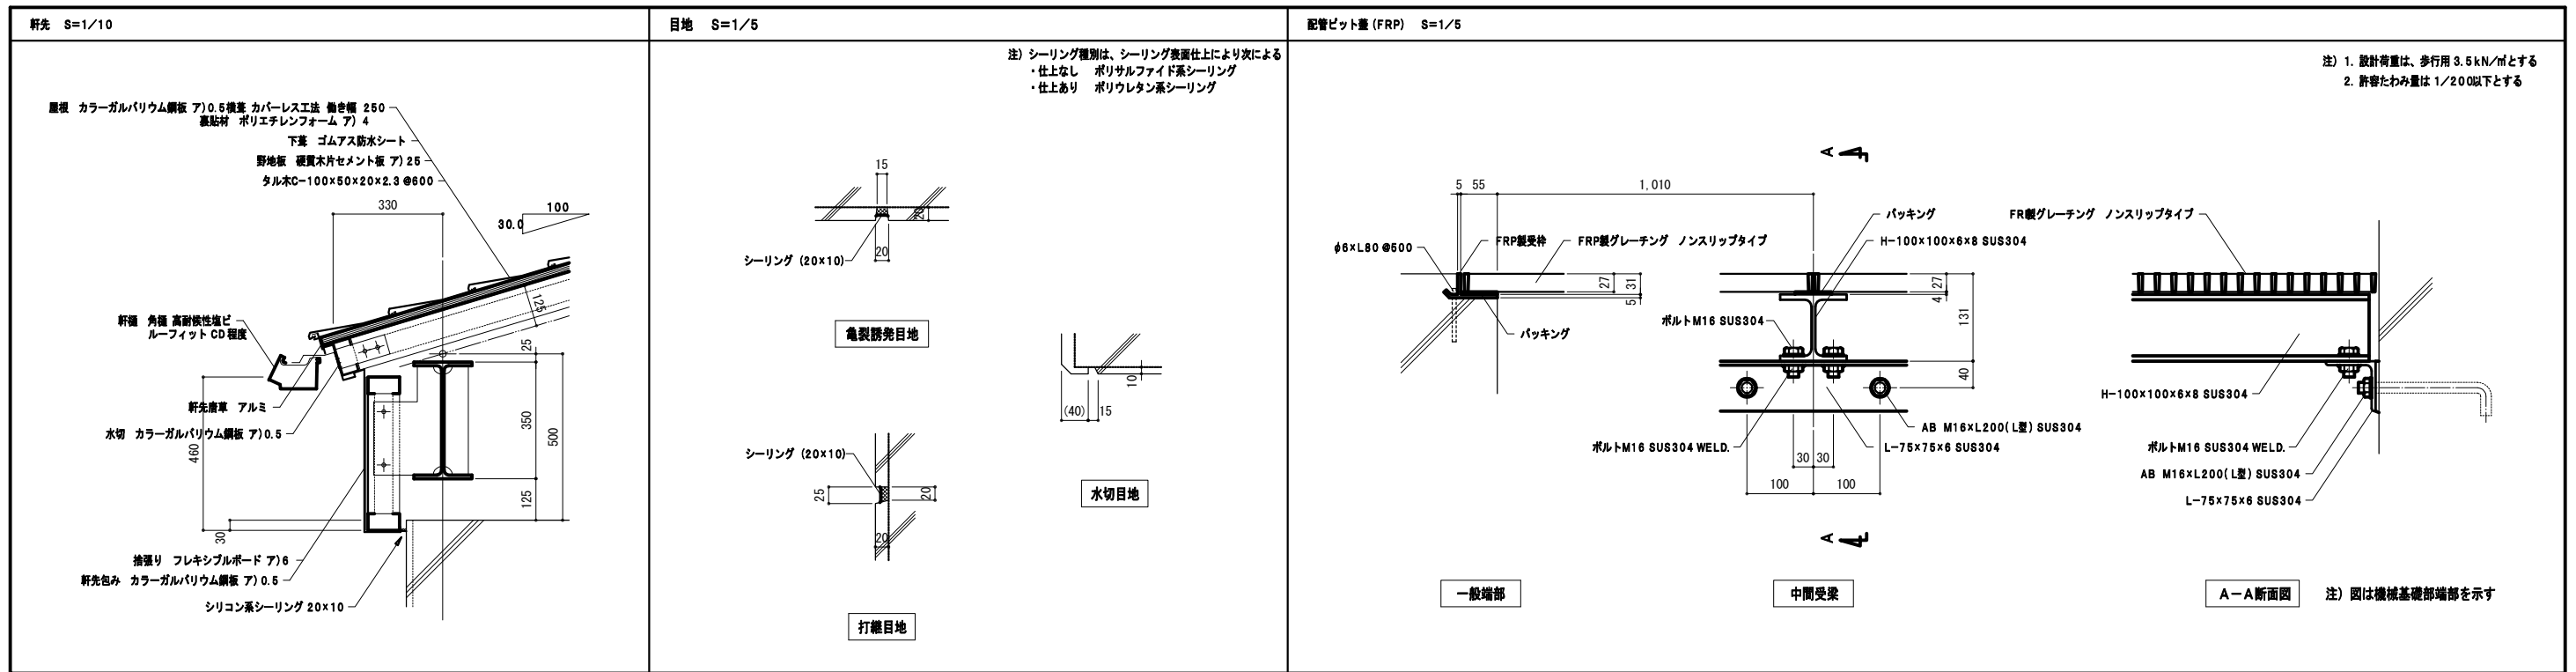 軒先 S=1/10
屋根 カラーガルバリウム鋼板 ア)0.5横葺 カバーレス工法 働き幅 250
裏貼材 ポリエチレンフォーム ア) 4
下葺 ゴムアス防水シート
野地板 硬質木片セメント板 ア) 25
タル木C-100×50×20×2.3 @600
330
100
30.0
125
軒樋 角樋 高耐候性塩ビ
ルーフィット CD 程度
25
軒先唐草 アルミ
水切 カラーガルバリウム鋼板 ア)0.5
460
350
500
125
30
捨張り フレキシブルボード ア)6
軒先包み カラーガルバリウム鋼板 ア)0.5
シリコン系シーリング 20×10
目地 S=1/5
注) シーリング種別は、シーリング表面仕上により次による
・仕上なし ポリサルファイド系シーリング
・仕上あり ポリウレタン系シーリング
15
20
20
シーリング (20×10)
亀裂誘発目地
10
(40)
15
水切目地
シーリング (20×10)
25
20
20
打継目地
配管ピット蓋 (FRP) S=1/5
注) 1. 設計荷重は、歩行用 3.5kN/㎡とする
2. 許容たわみ量は 1/200以下とする
A
5
55
1,010
φ6×L80 @500
FRP製受枠
FRP製グレーチング ノンスリップタイプ
27
31
5
パッキング
一般端部
パッキング
H-100×100×6×8 SUS304
ボルトM16 SUS304
27
4
131
40
AB M16×L200(L型) SUS304
ボルトM16 SUS304 WELD.
L-75×75×6 SUS304
30
30
100
100
A
中間受梁
FR製グレーチング ノンスリップタイプ
H-100×100×6×8 SUS304
ボルトM16 SUS304 WELD.
AB M16×L200(L型) SUS304
L-75×75×6 SUS304
A-A断面図
注) 図は機械基礎部端部を示す